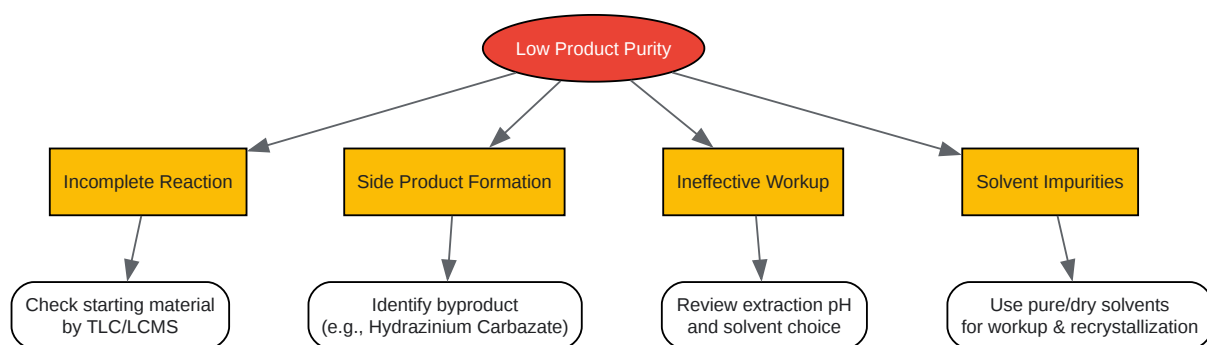 Low Product Purity
Incomplete Reaction
Side Product Formation
Ineffective Workup
Solvent Impurities
Check starting material
by TLC/LCMS
Identify byproduct
(e.g., Hydrazinium Carbazate)
Review extraction pH
and solvent choice
Use pure/dry solvents
for workup & recrystallization